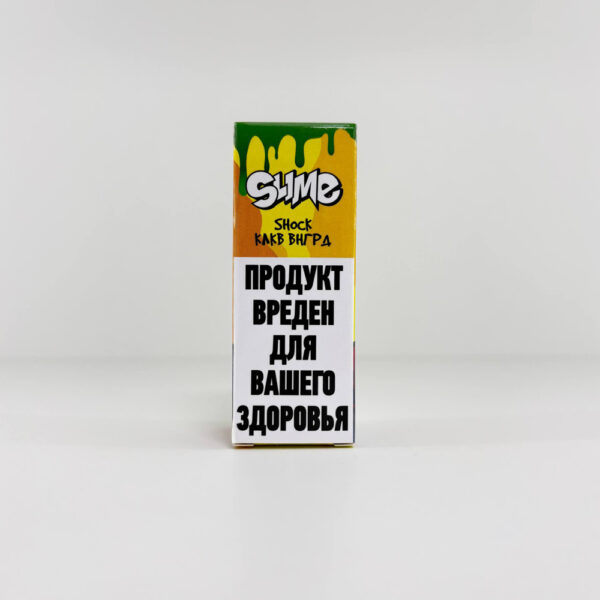 SLIME
SHOCK
КАКВ ВНГРД
ПРОДУКТ
ВРЕДЕН
ДЛЯ
ВАШЕГО
ЗДОРОВЬЯ